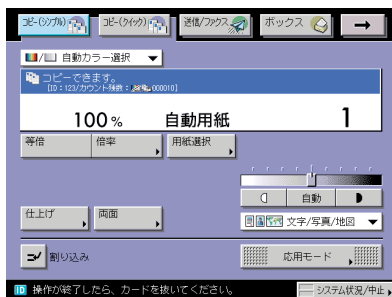 コピー(シンプル)
コピー(クイック)
送信/ファクス
ボックス
自動カラー選択
コピーできます。
[ID:123/カウント残数: 000010]
100% 自動用紙 1
等倍
倍率
用紙選択
自動
仕上げ
両面
文字/写真/地図
割り込み
応用モード
ID 操作が終了したら、カードを抜いてください。
システム状況/中止